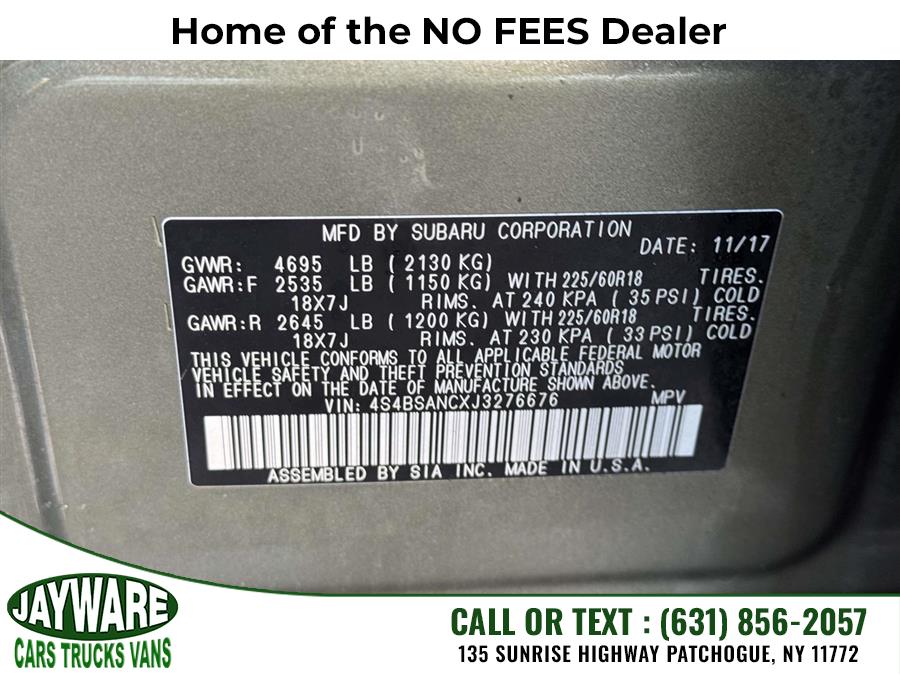 Home of the NO FEES Dealer
MFD BY SUBARU CORPORATION
DATE: 11/17
GVWR: 4695 LB ( 2130 KG)
GAWR:F 2535 LB ( 1150 KG) WITH 225/60R18 TIRES.
18X7J RIMS. AT 240 KPA ( 35 PSI) COLD
GAWR:R 2645 LB ( 1200 KG) WITH 225/60R18 TIRES.
18X7J RIMS. AT 230 KPA ( 33 PSI) COLD
THIS VEHICLE CONFORMS TO ALL APPLICABLE FEDERAL MOTOR
VEHICLE SAFETY AND THEFT PREVENTION STANDARDS
IN EFFECT ON THE DATE OF MANUFACTURE SHOWN ABOVE.
VIN: 4S4BSANCXJ3276676 MPV
ASSEMBLED BY SIA INC. MADE IN U.S.A.
JAYWARE
CARS TRUCKS VANS
CALL OR TEXT : (631) 856-2057
135 SUNRISE HIGHWAY PATCHOGUE, NY 11772